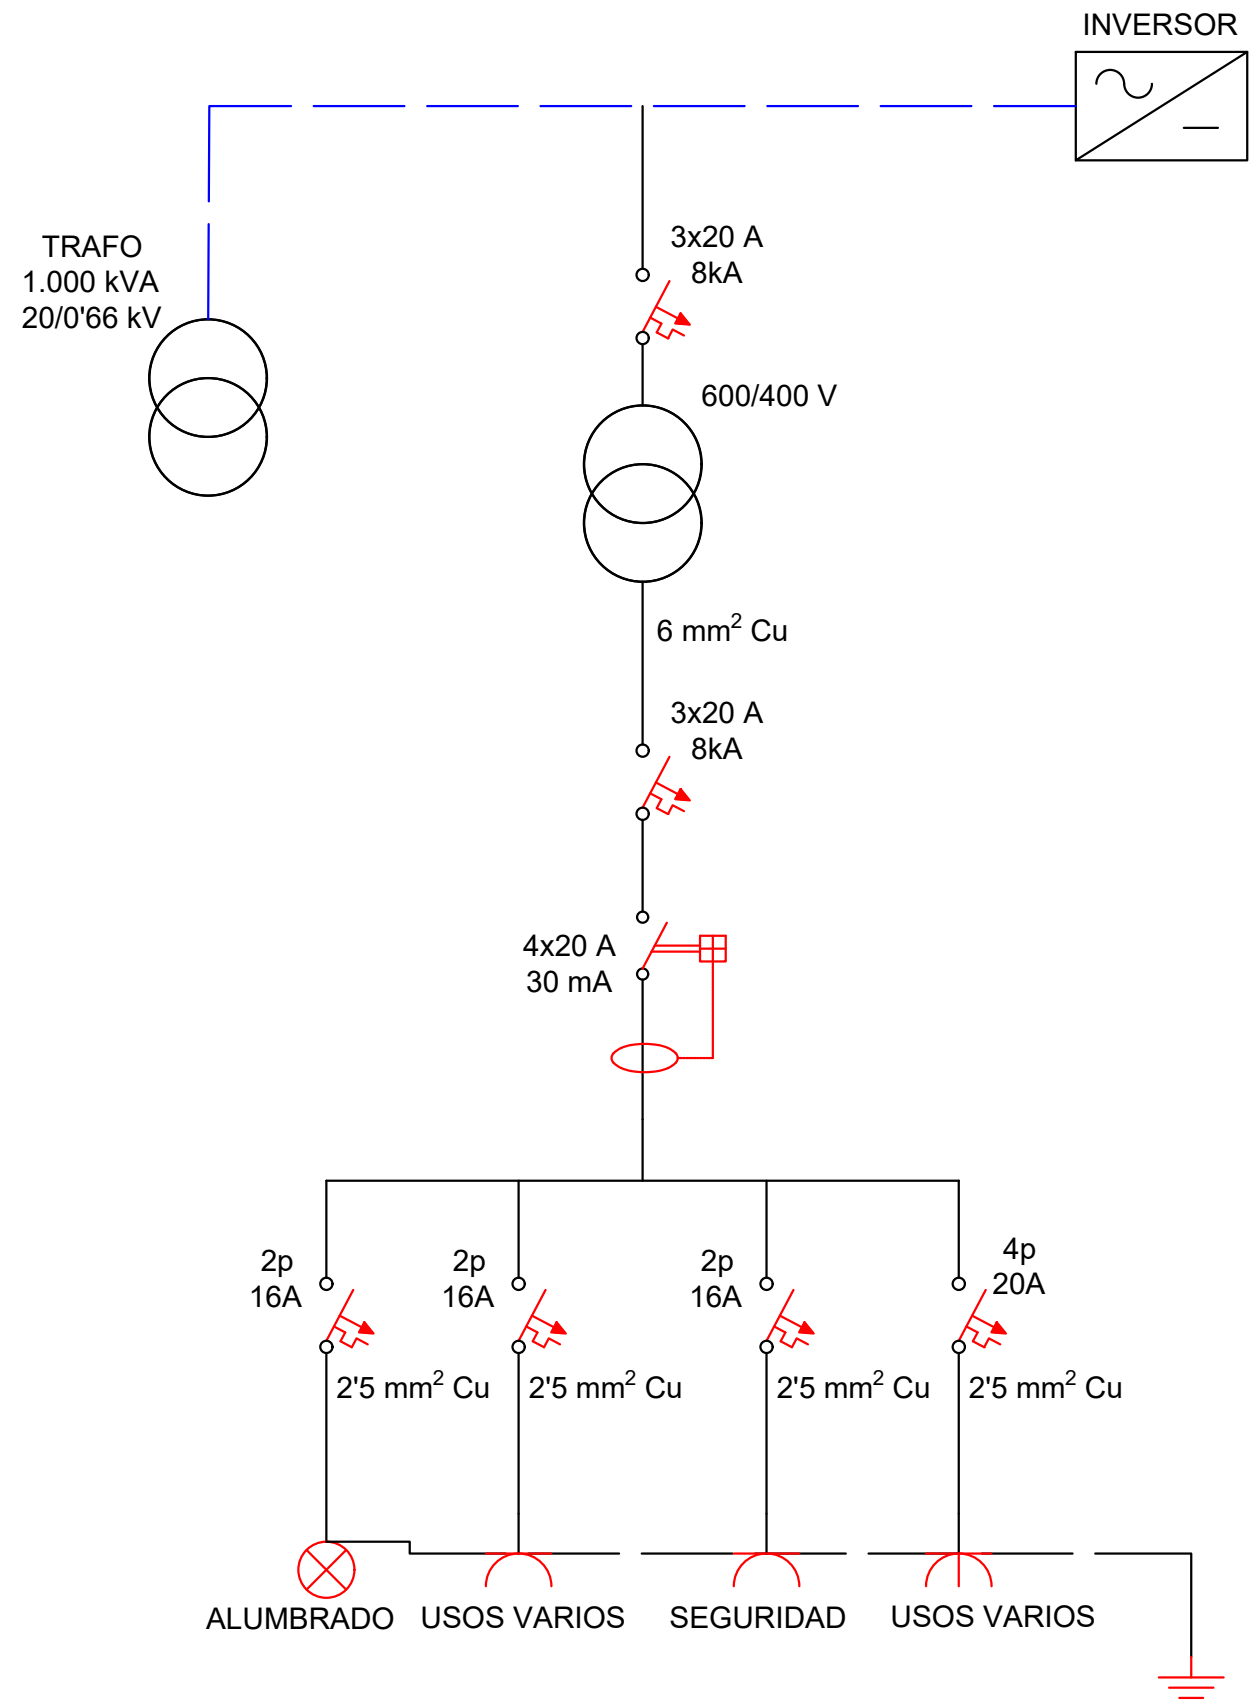 INVERSOR
TRAFO
1.000 kVA
20/0'66 kV
3x20 A
8kA
600/400 V
6 mm² Cu
3x20 A
8kA
4x20 A
30 mA
2p
16A
2p
16A
2p
16A
4p
20A
2'5 mm² Cu
2'5 mm² Cu
2'5 mm² Cu
2'5 mm² Cu
ALUMBRADO
USOS VARIOS
SEGURIDAD
USOS VARIOS